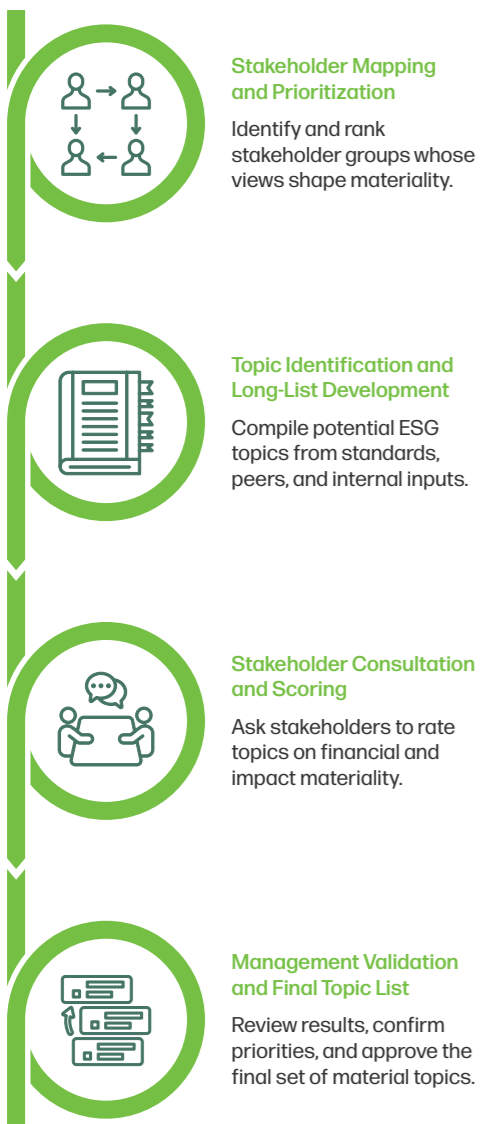 Stakeholder Mapping
and Prioritization
Identify and rank
stakeholder groups whose
views shape materiality.
Topic Identification and
Long-List Development
Compile potential ESG
topics from standards,
peers, and internal inputs.
Stakeholder Consultation
and Scoring
Ask stakeholders to rate
topics on financial and
impact materiality.
Management Validation
and Final Topic List
Review results, confirm
priorities, and approve the
final set of material topics.